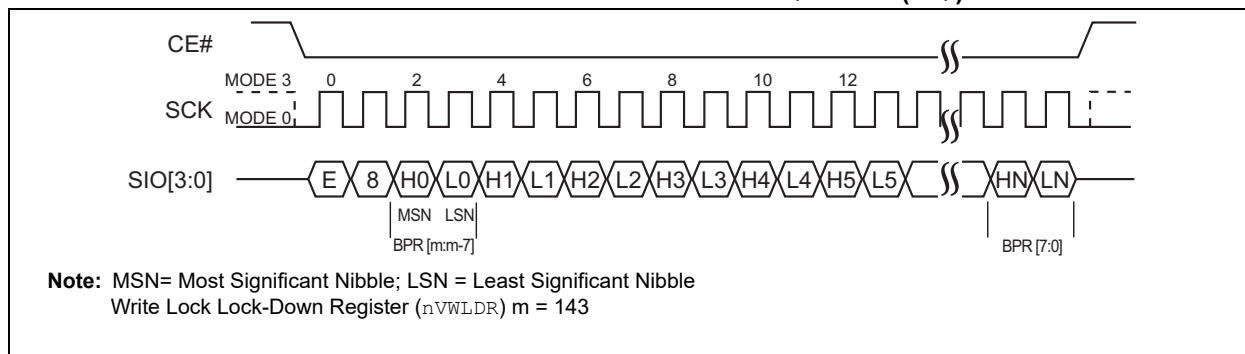 CE#
MODE 3 0 2 4 6 8 10 12
SCK MODE 0
SIO[3:0] E 8 H0 L0 H1 L1 H2 L2 H3 L3 H4 L4 H5 L5 HN LN
MSN LSN
BPR [m:m-7] BPR [7:0]
Note: MSN= Most Significant Nibble; LSN = Least Significant Nibble
Write Lock Lock-Down Register (nVWLDR) m = 143